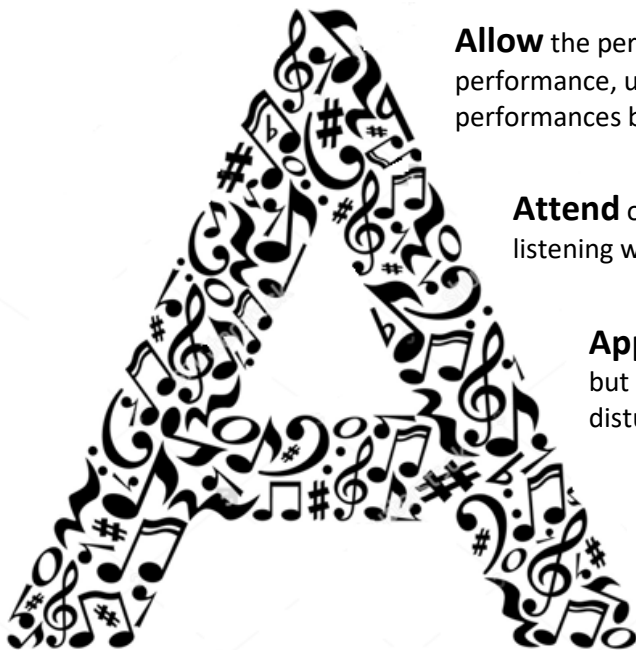 Allow the per
performance, u
performances b
Attend
listening w
App
but
distu